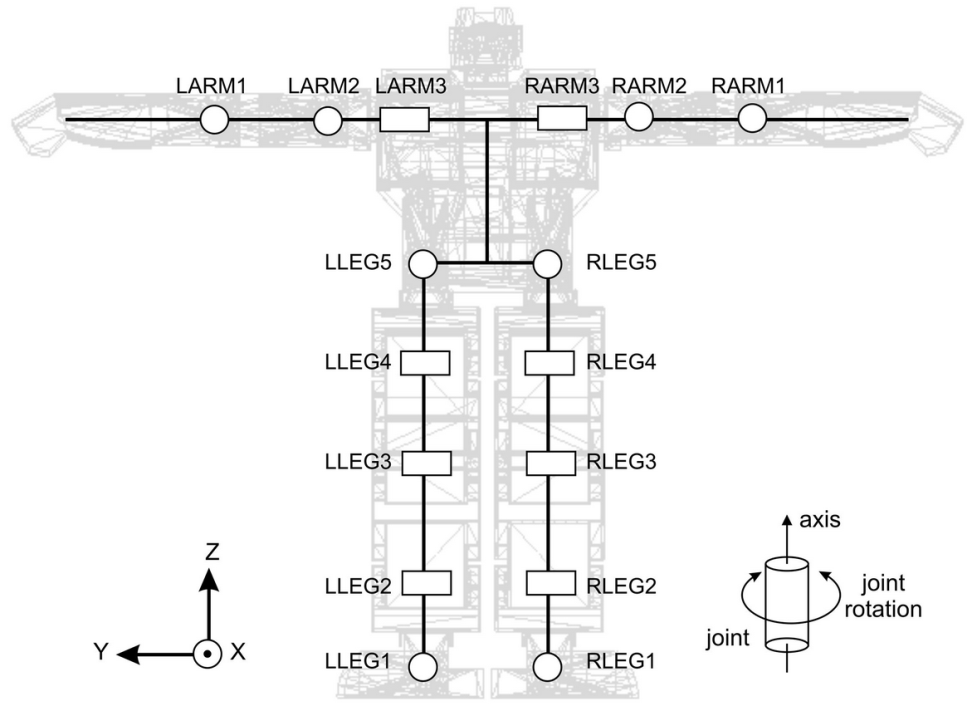 LARM1 LARM2 LARM3 RARM3 RARM2 RARM1
LLEG5 RLEG5
LLEG4 RLEG4
LLEG3 RLEG3
LLEG2 RLEG2
LLEG1 RLEG1
Z
Y X
axis
joint
rotation
joint